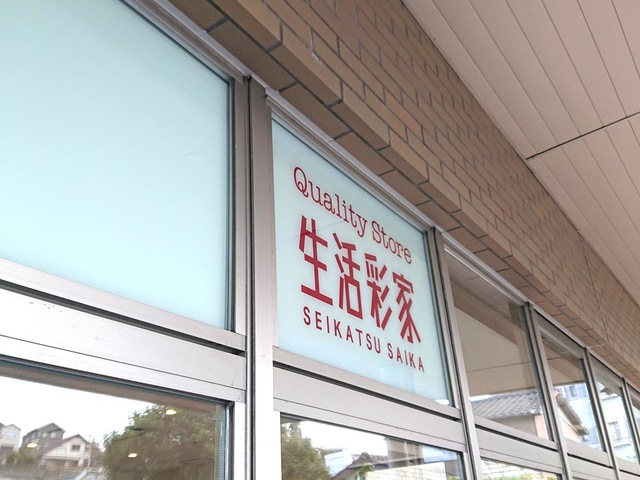 Quality Store
生活彩家
SEIKATSU SAIKA